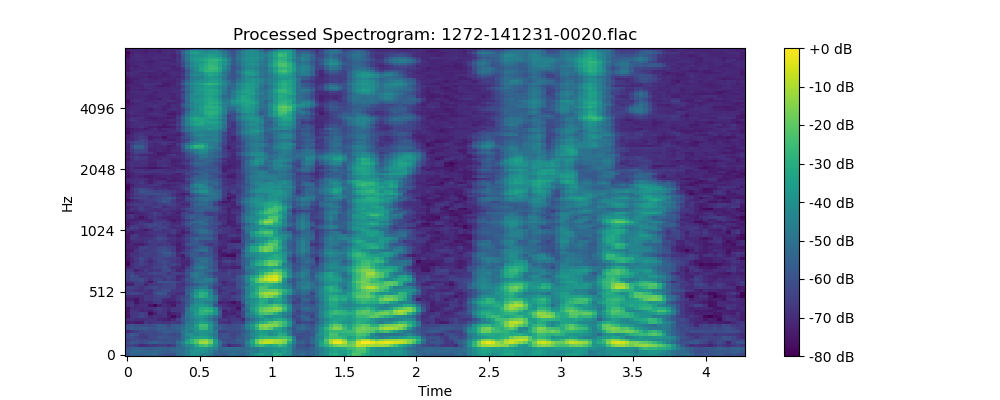 Processed Spectrogram: 1272-141231-0020.flac
Hz
4096
2048
1024
512
0
0 0.5 1 1.5 2 2.5 3 3.5 4
Time
+0 dB
-10 dB
-20 dB
-30 dB
-40 dB
-50 dB
-60 dB
-70 dB
-80 dB